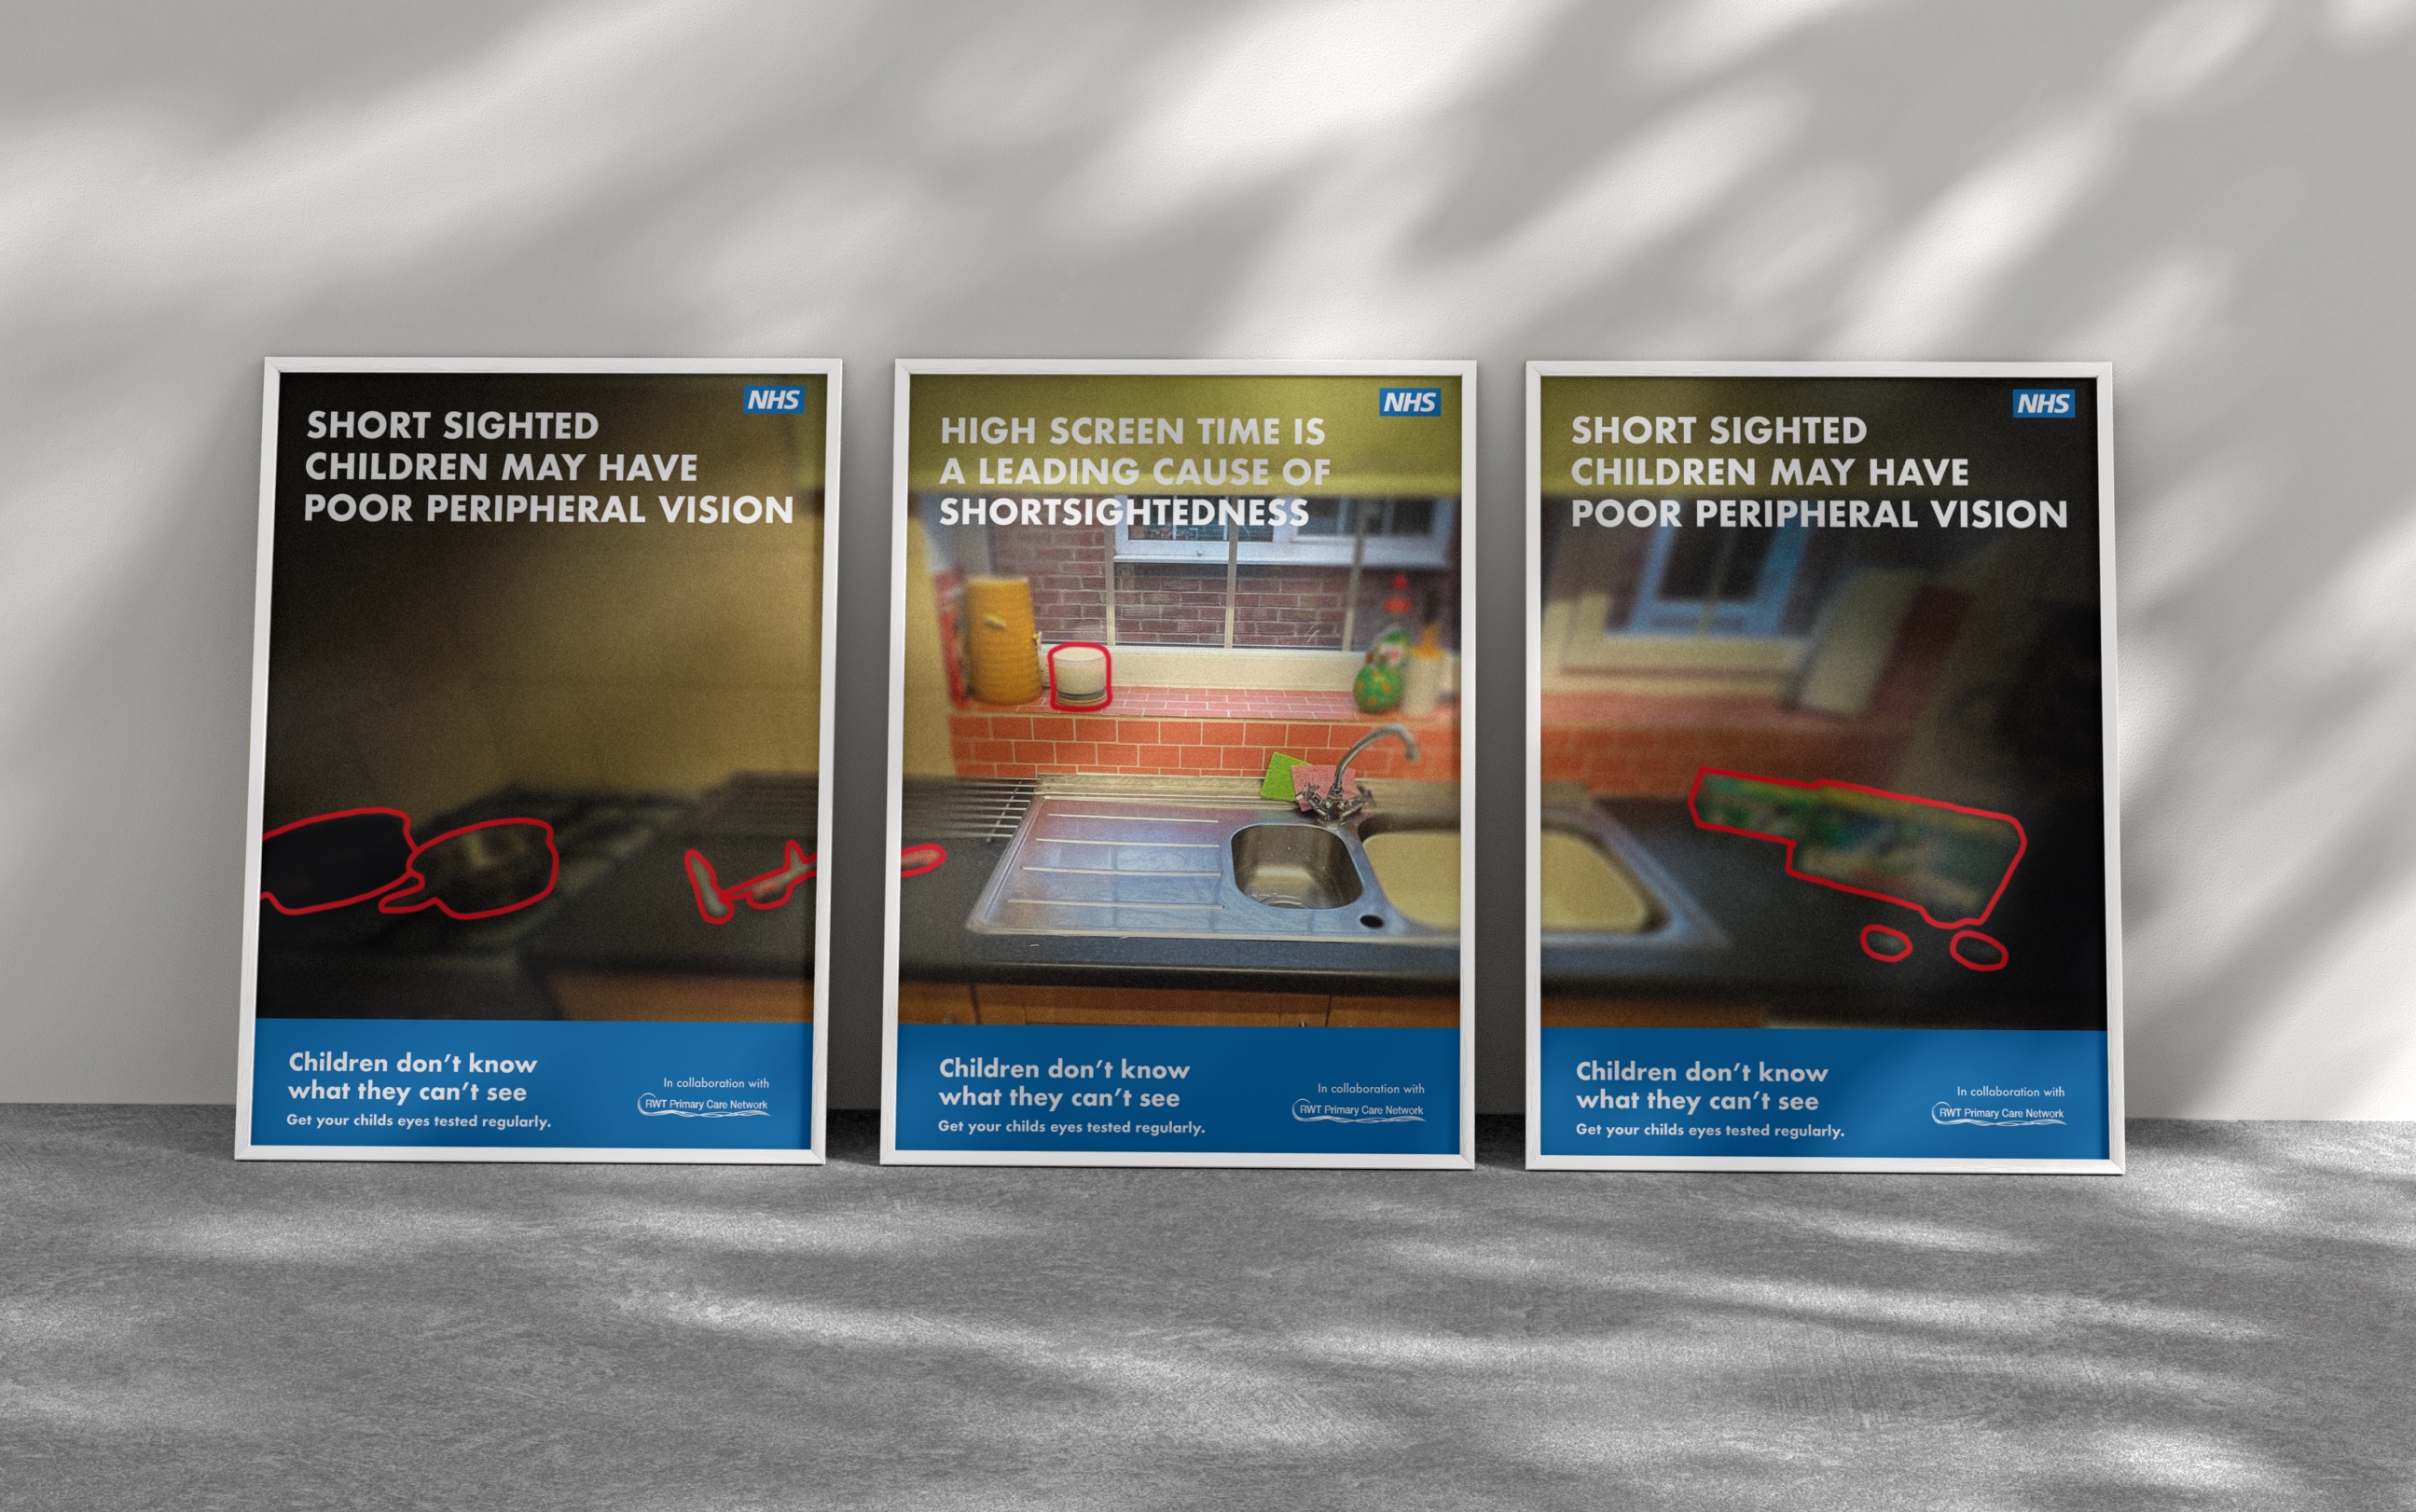 NHS
SHORT SIGHTED
CHILDREN MAY HAVE
POOR PERIPHERAL VISION
Children don't know
what they can't see
Get your childs eyes tested regularly.
In collaboration with
RWT Primary Care Network
NHS
HIGH SCREEN TIME IS
A LEADING CAUSE OF
SHORTSIGHTEDNESS
Children don't know
what they can't see
Get your childs eyes tested regularly.
In collaboration with
RWT Primary Care Network
NHS
SHORT SIGHTED
CHILDREN MAY HAVE
POOR PERIPHERAL VISION
Children don't know
what they can't see
Get your childs eyes tested regularly.
In collaboration with
RWT Primary Care Network